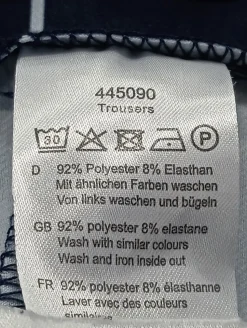 445090
Trousers
30
P
D 92% Polyester 8% Elasthan
Mit ähnlichen Farben waschen
Von links waschen und bügeln
GB 92% polyester 8% elastane
Wash with similar colours
Wash and iron inside out
FR 92% polyester 8% élasthanne
Laver avec des couleurs